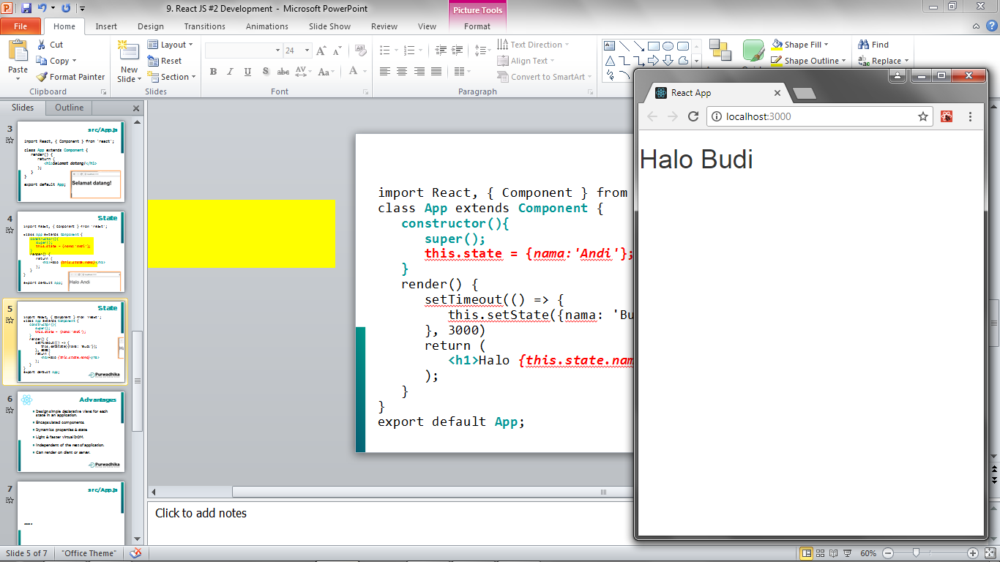 9. React JS #2 Development - Microsoft PowerPoint
Picture Tools
File
Home
Insert
Design
Transitions
Animations
Slide Show
Review
View
Format
Paste
Cut
Copy
Format Painter
Clipboard
New
Slide
Layout
Reset
Section
Slides
24
Font
Text Direction
Align Text
Convert to SmartArt
Paragraph
Shape Fill
Shape Outline
Find
Replace
Slides
Outline
3
src/App.js
import React, { Component } from 'react';
class App extends Component {
render() {
return (
<h1>Selamat datang!</h1>
);
}
}
export default App;
Selamat datang!
4
State
import React, { Component } from 'react';
class App extends Component {
constructor(){
super();
this.state = {nama:'Andi'};
}
render() {
return (
<h1>Halo {this.state.nama}</h1>
);
}
}
export default App;
Halo Andi
5
State
import React, { Component } from 'react';
class App extends Component {
constructor(){
super();
this.state = {nama:'Andi'};
}
render() {
setTimeout(() => {
this.setState({nama: 'Budi'});
}, 3000)
return (
<h1>Halo {this.state.nama}</h1>
);
}
}
export default App;
Purwadhika
6
Advantages
• Design simple declarative views for each
state in an application.
• Encapsulated components.
• Dynamics properties & state
• Light & faster virtual DOM.
• Independent of the rest of application.
• Can render on client or server.
Purwadhika
7
src/App.js
import React, { Component } from
class App extends Component {
constructor(){
super();
this.state = {nama:'Andi'};
}
render() {
setTimeout(() => {
this.setState({nama: 'Bu
}, 3000)
return (
<h1>Halo {this.state.nam
);
}
}
export default App;
React App
localhost:3000
Halo Budi
Click to add notes
Slide 5 of 7
"Office Theme"
60%